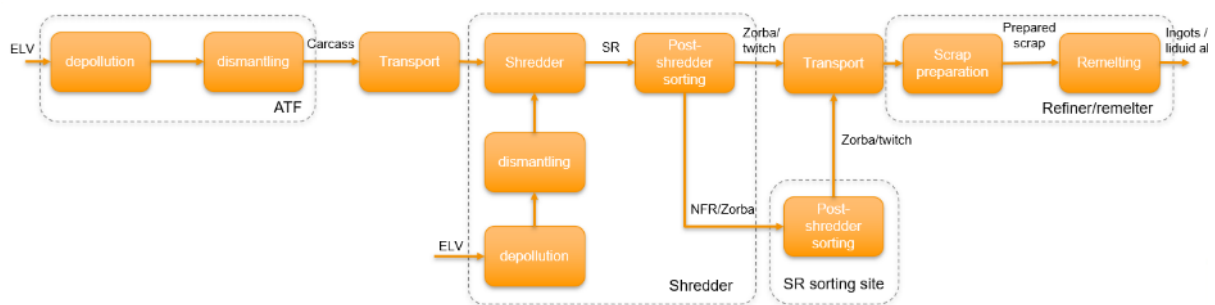 ELV
depollution
dismantling
ATF
Carcass
Transport
Shredder
SR
Post-
shredder
sorting
Zorba/
twitch
Transport
Scrap
preparation
Prepared
scrap
Remelting
Ingots /
liduid al
Refiner/remelter
dismantling
Zorba/twitch
ELV
depollution
NFR/Zorba
Post-
shredder
sorting
Shredder
SR sorting site